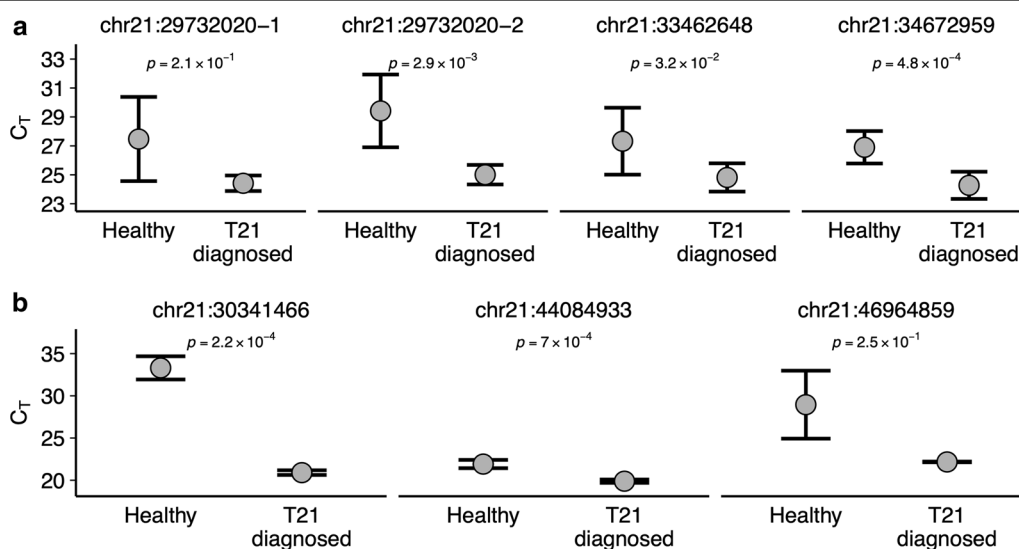 a
chr21:29732020-1 chr21:29732020-2 chr21:33462648 chr21:34672959
p = 2.1 × 10⁻¹ p = 2.9 × 10⁻³ p = 3.2 × 10⁻² p = 4.8 × 10⁻⁴
33
31
29
27
25
23
C_T
Healthy T21 diagnosed Healthy T21 diagnosed Healthy T21 diagnosed Healthy T21 diagnosed
b
chr21:30341466 chr21:44084933 chr21:46964859
p = 2.2 × 10⁻⁴ p = 7 × 10⁻⁴ p = 2.5 × 10⁻¹
35
30
25
20
C_T
Healthy T21 diagnosed Healthy T21 diagnosed Healthy T21 diagnosed